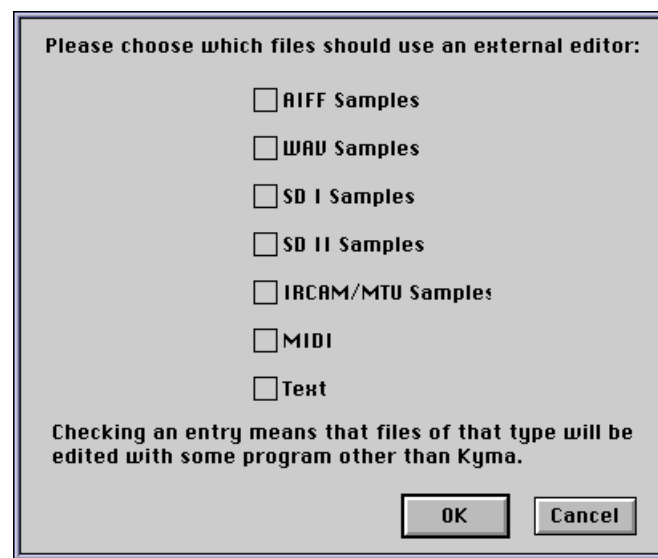 Please choose which files should use an external editor:
AIFF Samples
WAV Samples
SD I Samples
SD II Samples
IRCAM/MTU Samples
MIDI
Text
Checking an entry means that files of that type will be
edited with some program other than Kyma.
OK
Cancel